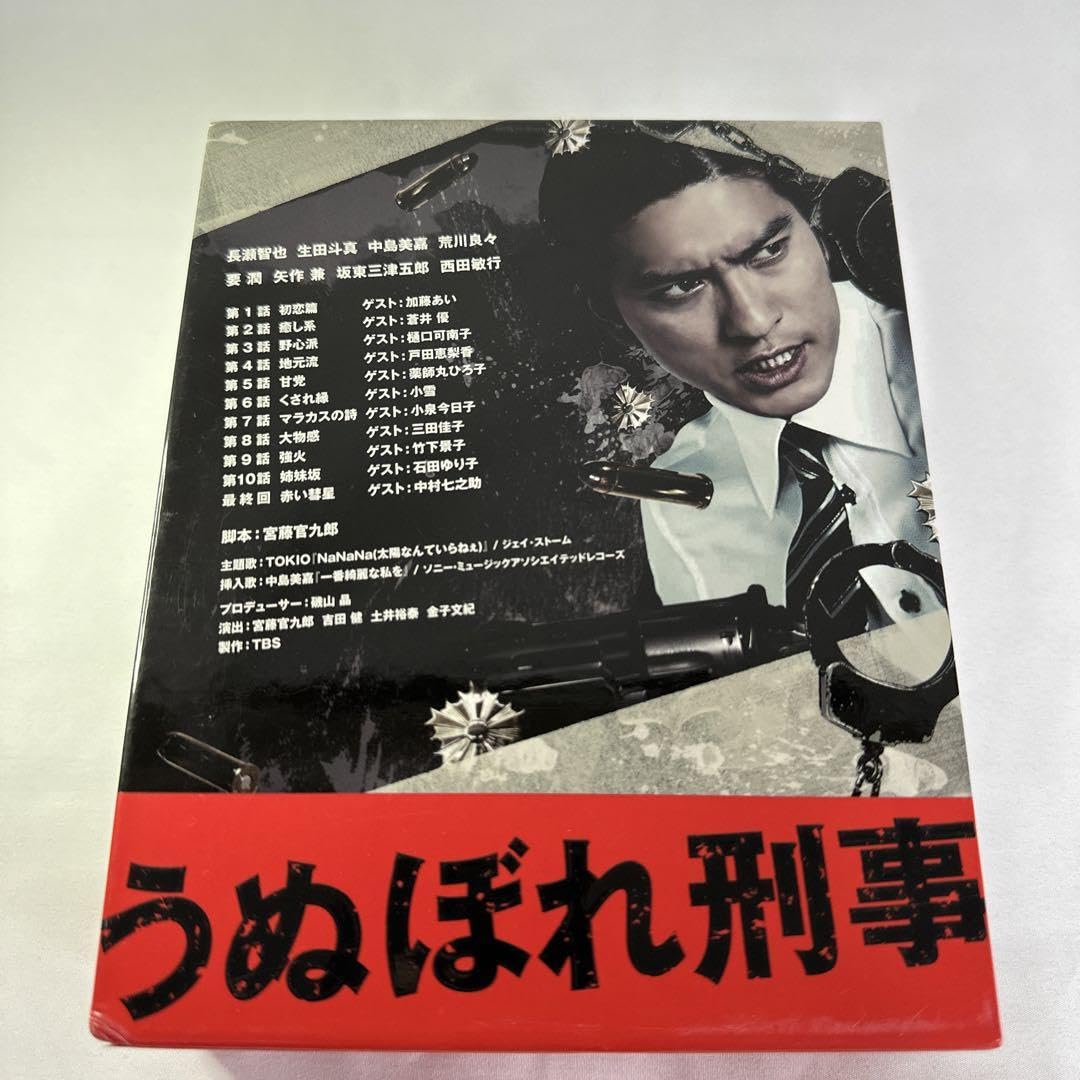 長瀬智也 生田斗真 中島美嘉 荒川良々
要 潤 矢作 兼 坂東三津五郎 西田敏行
第1話 初恋篇 ゲスト:加藤あい
第2話 癒し系 ゲスト:蒼井 優
第3話 野心派 ゲスト:樋口可南子
第4話 地元流 ゲスト:戸田恵梨香
第5話 甘党 ゲスト:薬師丸ひろ子
第6話 くされ縁 ゲスト:小雪
第7話 マラカスの詩 ゲスト:小泉今日子
第8話 大物感 ゲスト:三田佳子
第9話 強火 ゲスト:竹下景子
第10話 姉妹坂 ゲスト:石田ゆり子
最終回 赤い彗星 ゲスト:中村七之助
脚本:宮藤官九郎
主題歌:TOKIO『NaNaNa(太陽なんていらねぇ)』/ ジェイ・ストーム
挿入歌:中島美嘉『一番綺麗な私を』/ ソニー・ミュージックアソシエイテッドレコーズ
プロデューサー:磯山 晶
演出:宮藤官九郎 吉田 健 土井裕泰 金子文紀
製作:TBS
うぬぼれ刑事